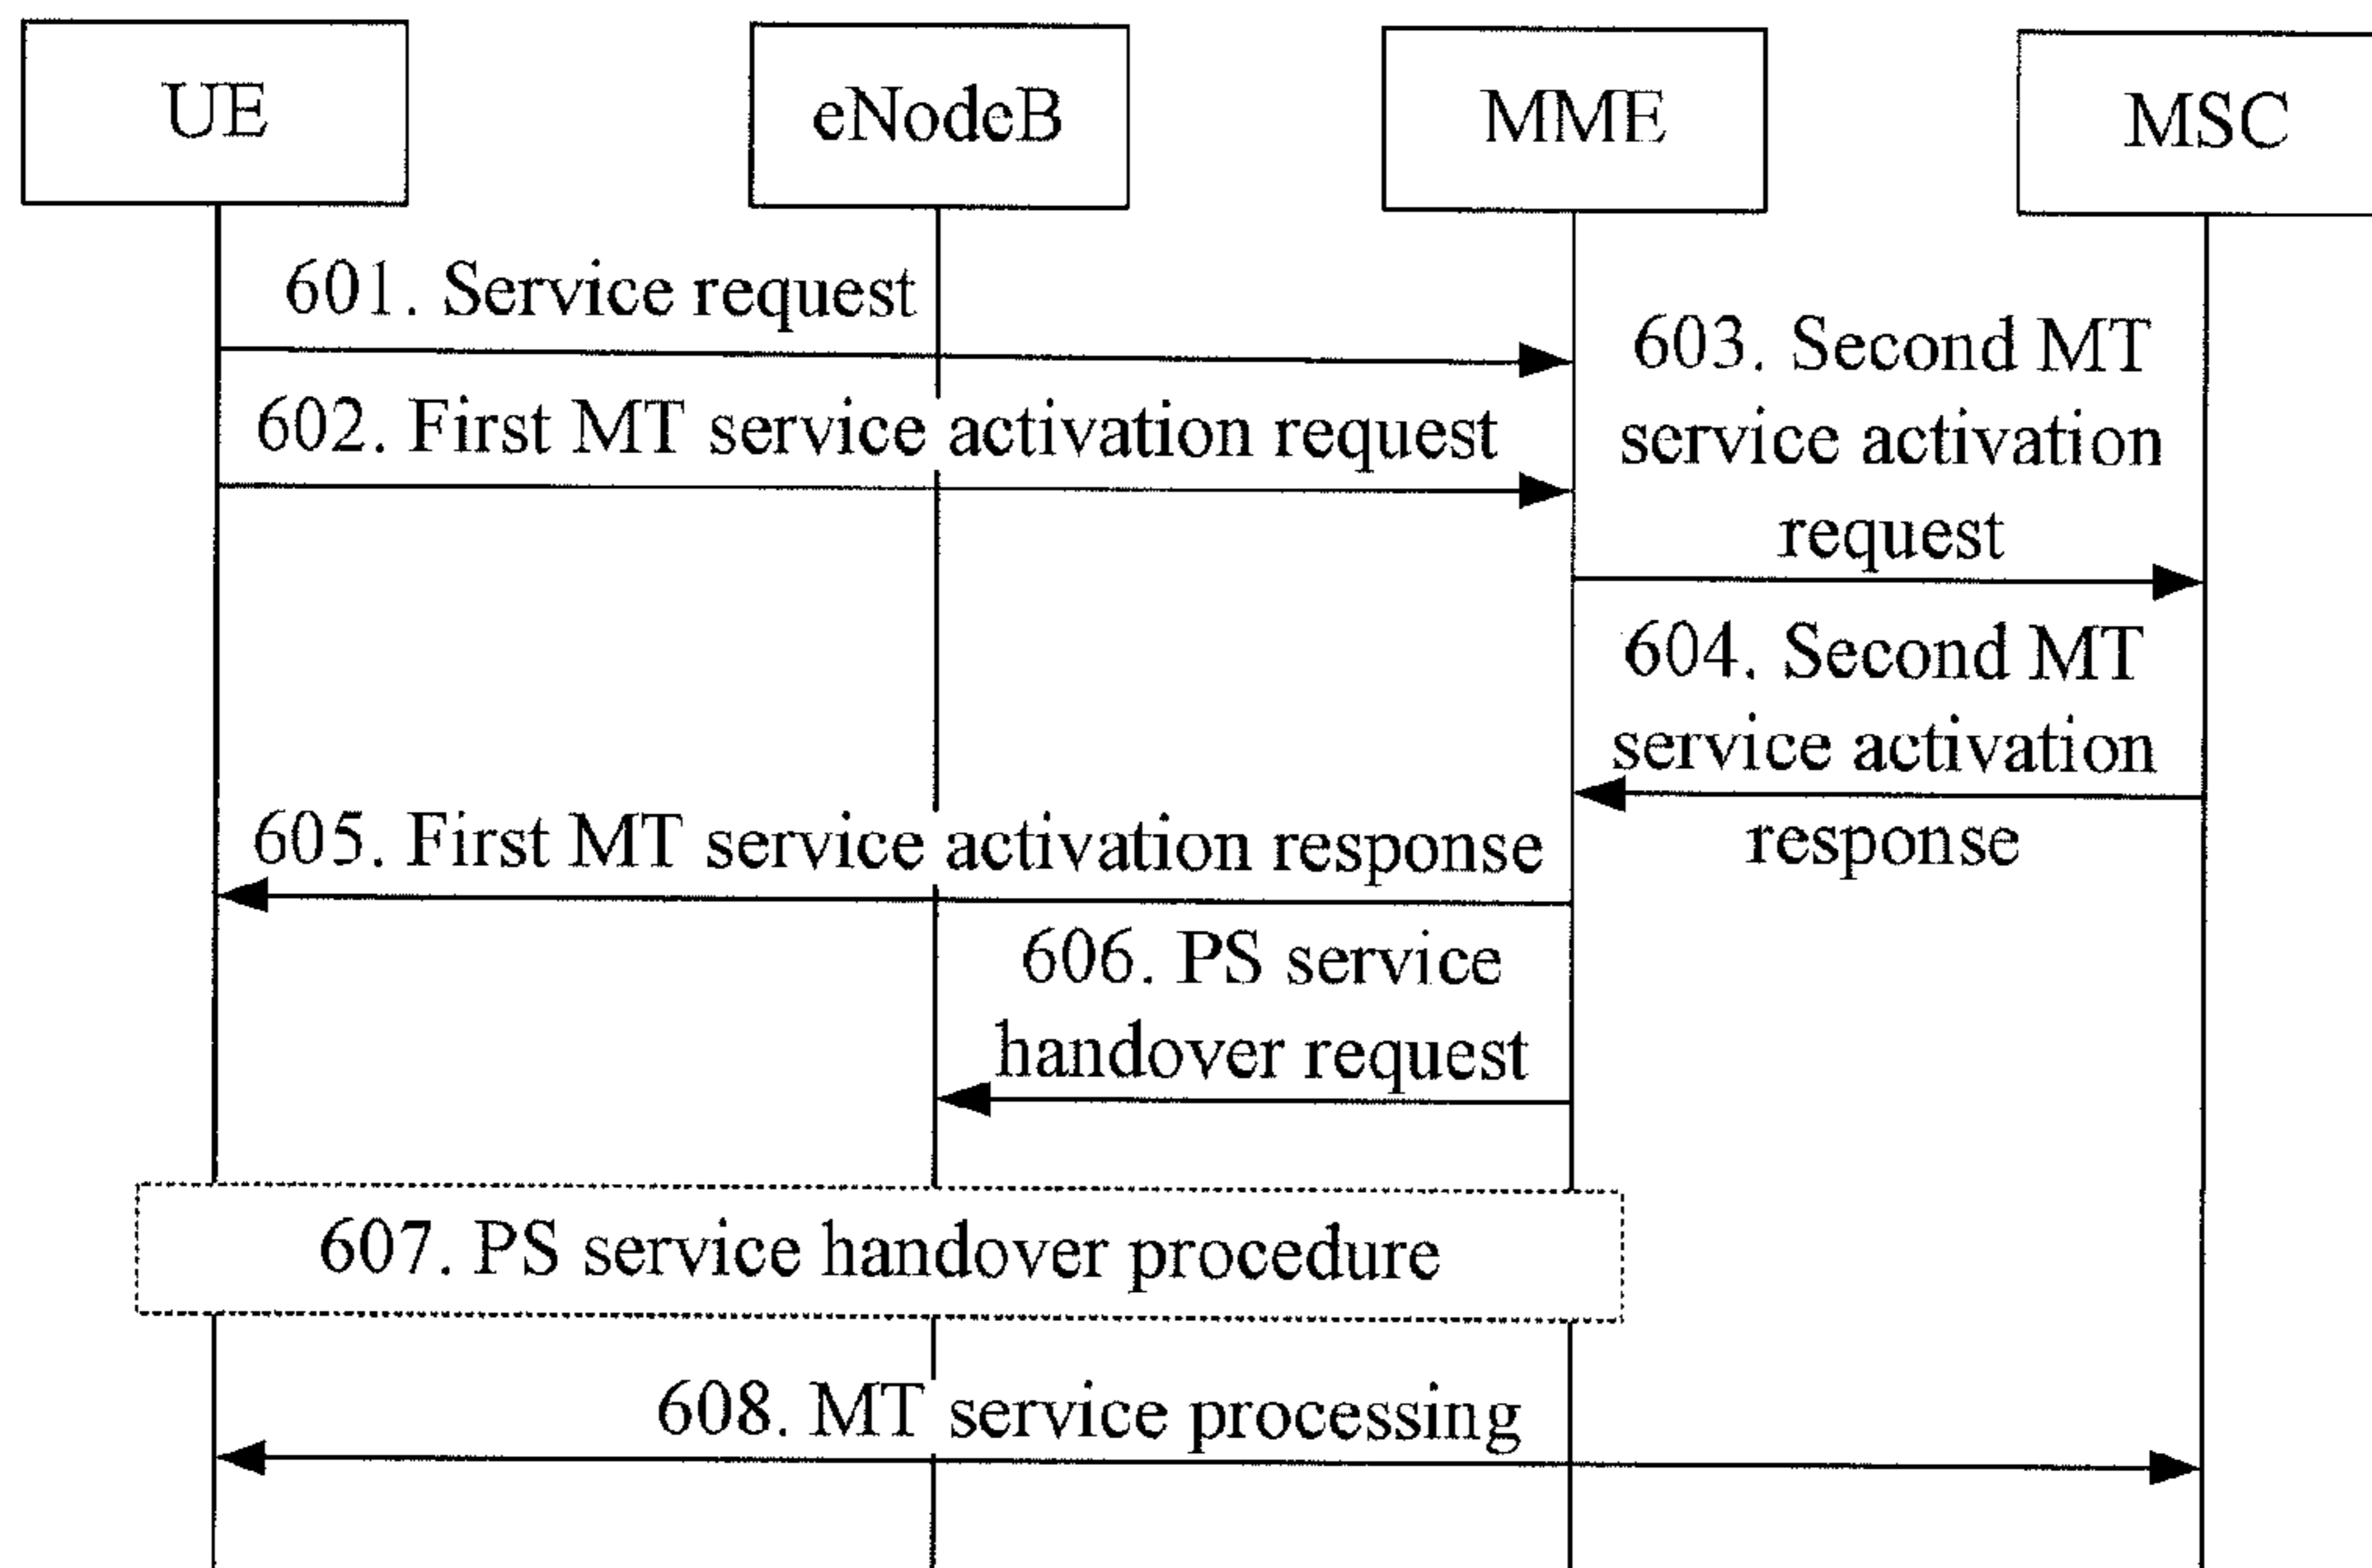 UE
eNodeB
MME
MSC
601. Service request
603. Second MT
service activation
request
602. First MT service activation request
604. Second MT
service activation
response
605. First MT service activation response
606. PS service
handover request
607. PS service handover procedure
608. MT service processing